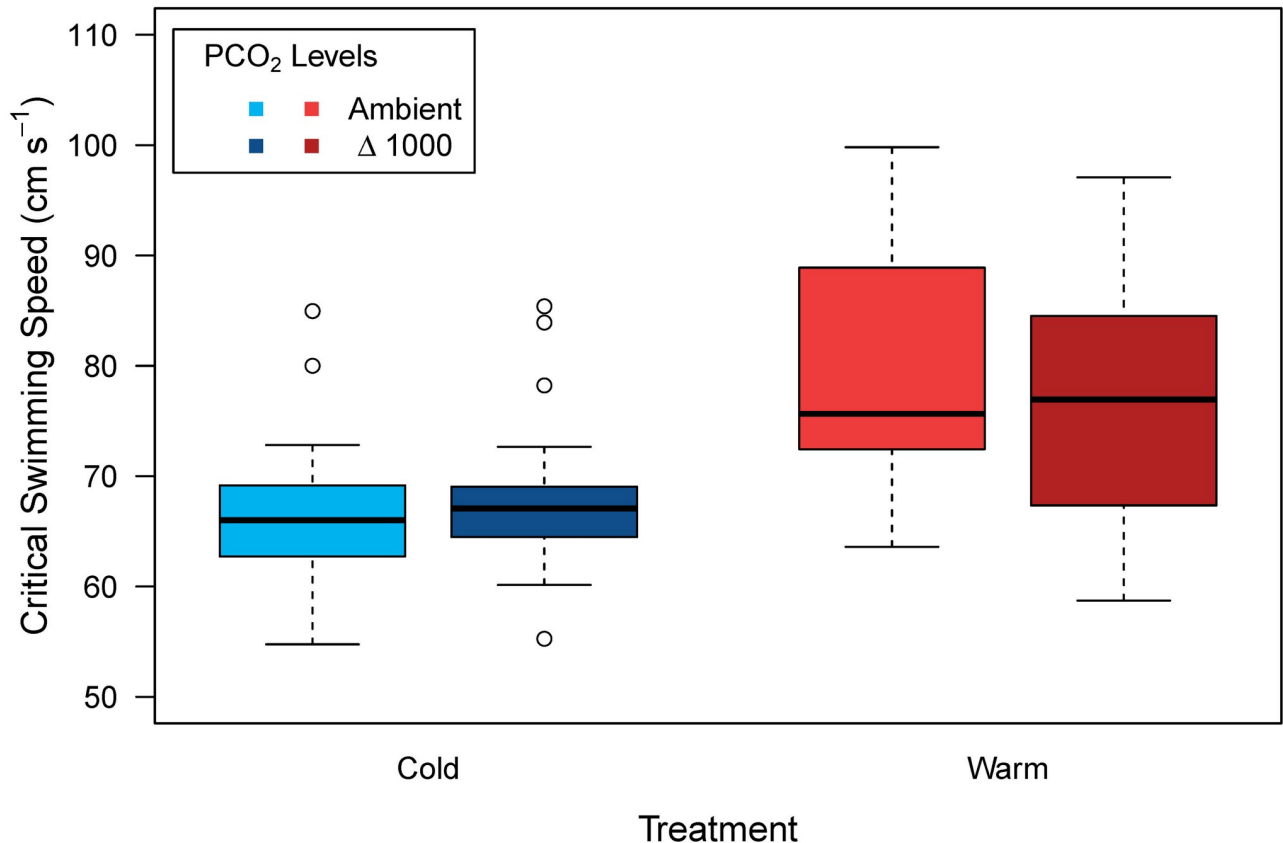 Critical Swimming Speed (cm s⁻¹)
110
100
90
80
70
60
50
PCO₂ Levels
Ambient
Δ 1000
Cold
Warm
Treatment